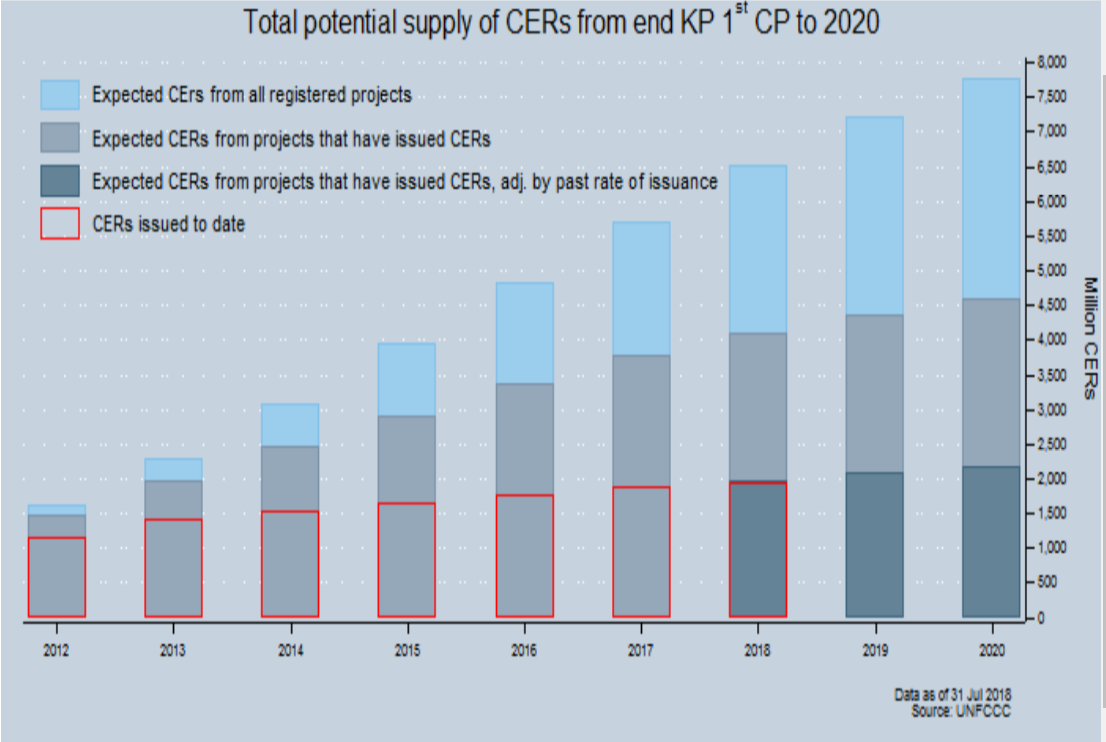 Total potential supply of CERs from end KP 1st CP to 2020
Expected CErs from all registered projects
Expected CERs from projects that have issued CERs
Expected CERs from projects that have issued CERs, adj. by past rate of issuance
CERs issued to date
8,000
7,500
7,000
6,500
6,000
5,500
5,000
4,500
4,000
3,500
3,000
2,500
2,000
1,500
1,000
500
0
Million CERs
2012 2013 2014 2015 2016 2017 2018 2019 2020
Data as of 31 Jul 2018
Source: UNFCCC